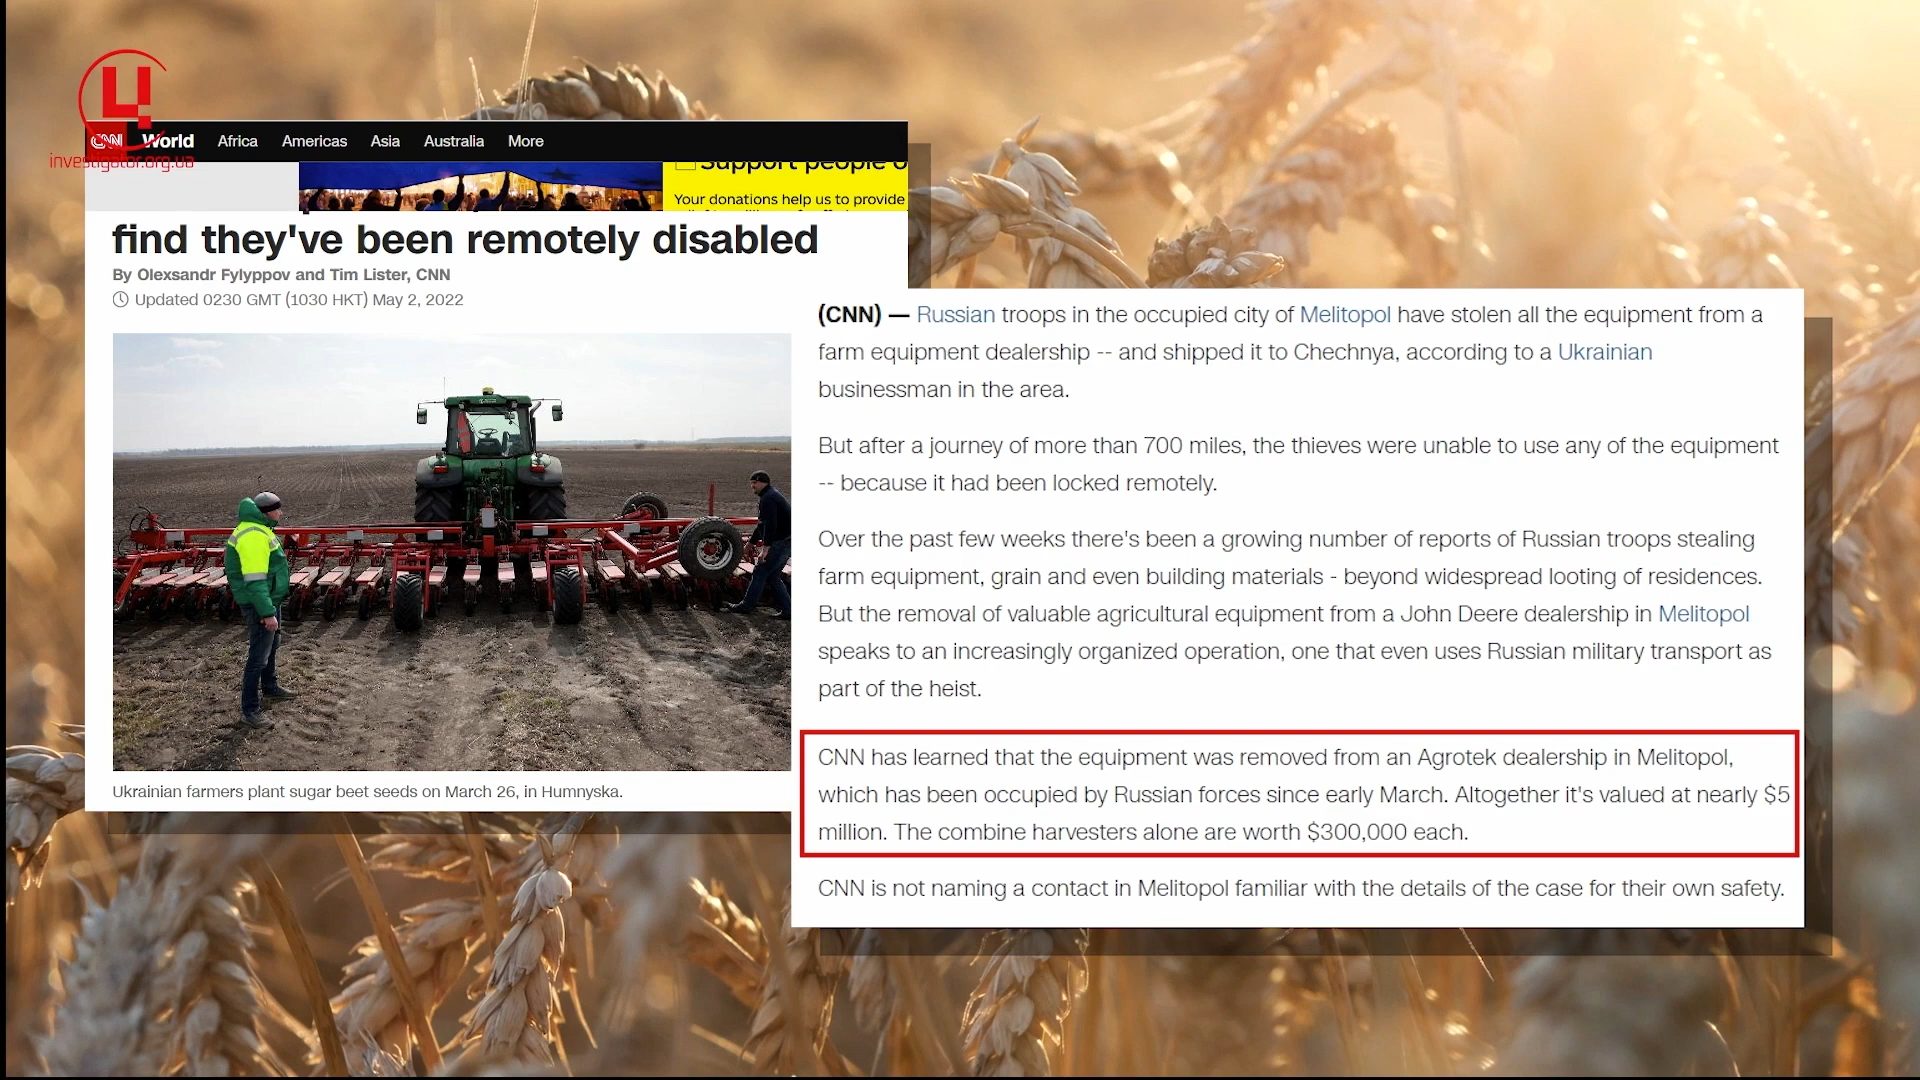 Ц
investigator.org.ua
CNN World Africa Americas Asia Australia More
Support people o
Your donations help us to provide
find they've been remotely disabled
By Olexsandr Fylyppov and Tim Lister, CNN
Updated 0230 GMT (1030 HKT) May 2, 2022
Ukrainian farmers plant sugar beet seeds on March 26, in Humnyska.
(CNN) — Russian troops in the occupied city of Melitopol have stolen all the equipment from a
farm equipment dealership -- and shipped it to Chechnya, according to a Ukrainian
businessman in the area.
But after a journey of more than 700 miles, the thieves were unable to use any of the equipment
-- because it had been locked remotely.
Over the past few weeks there's been a growing number of reports of Russian troops stealing
farm equipment, grain and even building materials - beyond widespread looting of residences.
But the removal of valuable agricultural equipment from a John Deere dealership in Melitopol
speaks to an increasingly organized operation, one that even uses Russian military transport as
part of the heist.
CNN has learned that the equipment was removed from an Agrotek dealership in Melitopol,
which has been occupied by Russian forces since early March. Altogether it's valued at nearly $5
million. The combine harvesters alone are worth $300,000 each.
CNN is not naming a contact in Melitopol familiar with the details of the case for their own safety.